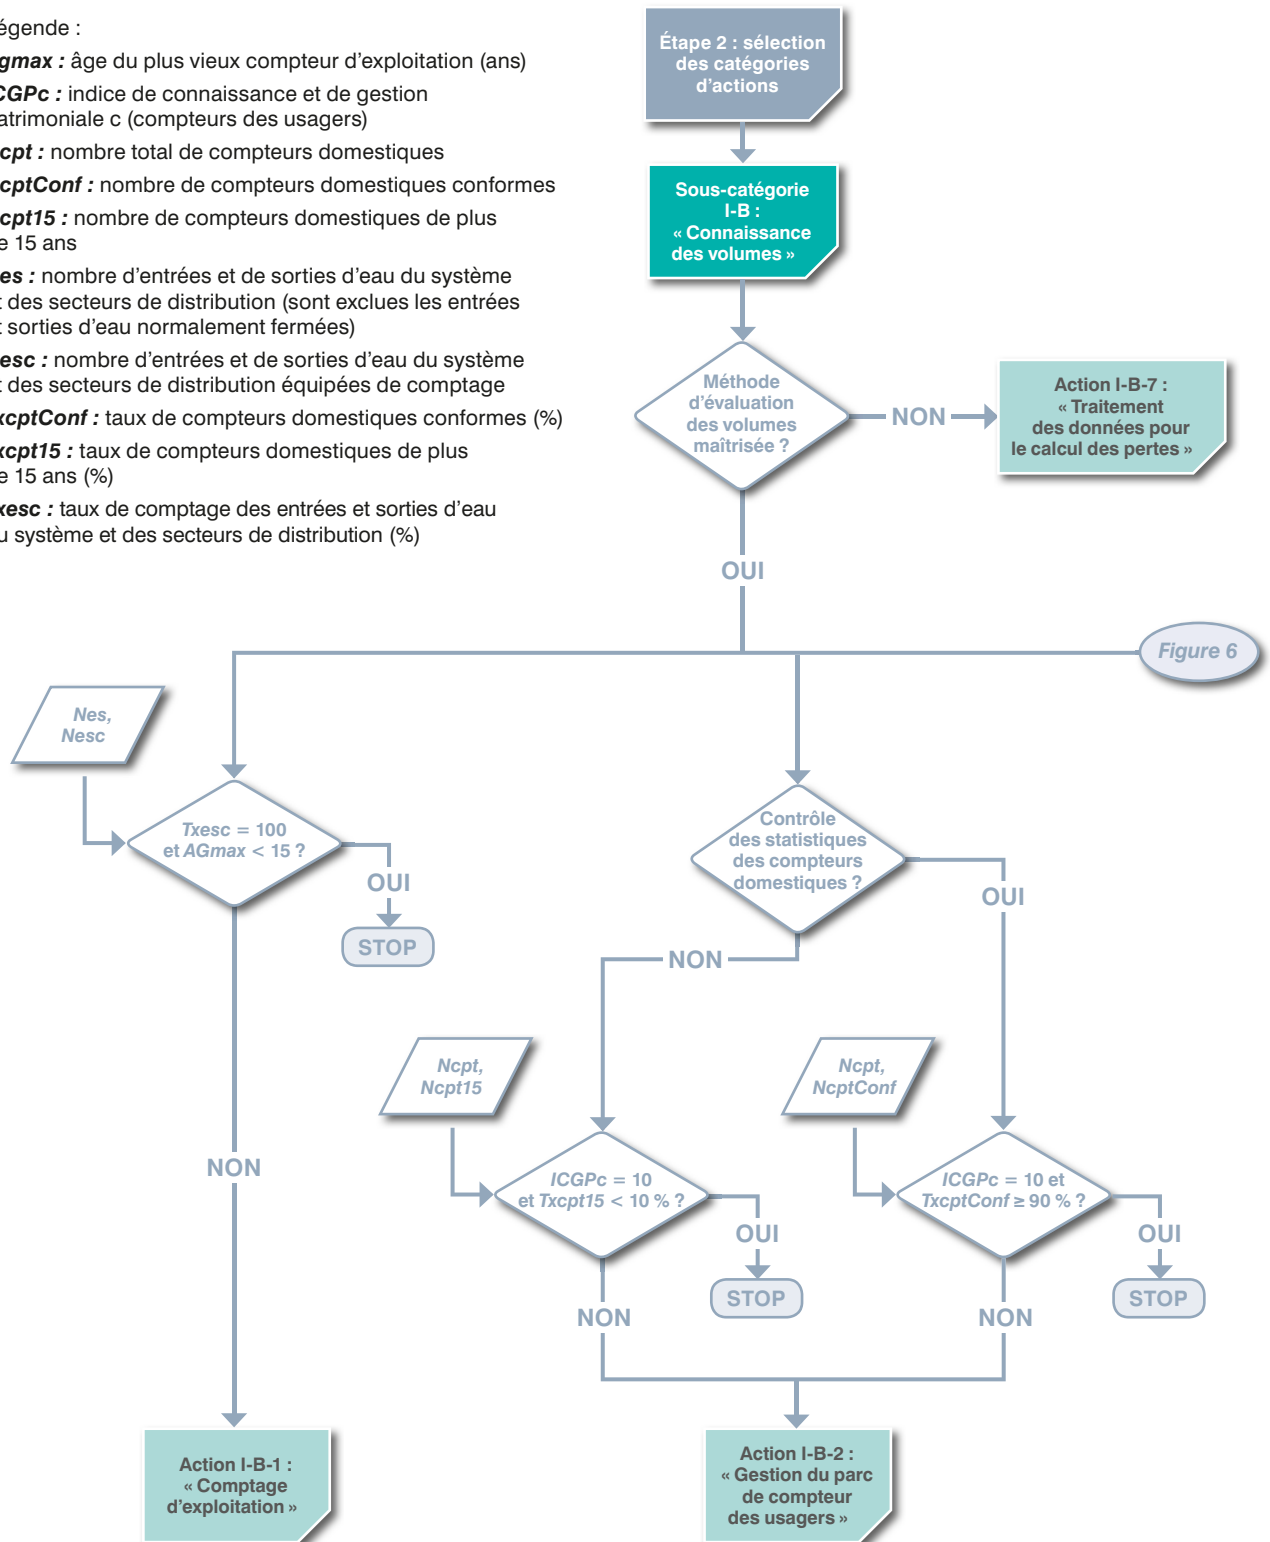 égende :
gmax : âge du plus vieux compteur d'exploitation (ans)
CGPc : indice de connaissance et de gestion
atrimoniale c (compteurs des usagers)
cpt : nombre total de compteurs domestiques
cptConf : nombre de compteurs domestiques conformes
cpt15 : nombre de compteurs domestiques de plus
e 15 ans
es : nombre d'entrées et de sorties d'eau du système
t des secteurs de distribution (sont exclues les entrées
t sorties d'eau normalement fermées)
esc : nombre d'entrées et de sorties d'eau du système
t des secteurs de distribution équipées de comptage
xcptConf : taux de compteurs domestiques conformes (%)
xcpt15 : taux de compteurs domestiques de plus
e 15 ans (%)
xesc : taux de comptage des entrées et sorties d'eau
u système et des secteurs de distribution (%)
Étape 2 : sélection
des catégories
d'actions
Sous-catégorie
I-B :
« Connaissance
des volumes »
Méthode
d'évaluation
des volumes
maîtrisée ?
NON
Action I-B-7 :
« Traitement
des données pour
le calcul des pertes »
OUI
Figure 6
Nes,
Nesc
Txesc = 100
et AGmax < 15 ?
OUI
STOP
NON
Action I-B-1 :
« Comptage
d'exploitation »
Contrôle
des statistiques
des compteurs
domestiques ?
OUI
NON
Ncpt,
Ncpt15
ICGPc = 10
et Txcpt15 < 10 % ?
OUI
STOP
NON
Ncpt,
NcptConf
ICGPc = 10 et
TxcptConf ≥ 90 % ?
OUI
STOP
NON
Action I-B-2 :
« Gestion du parc
de compteur
des usagers »